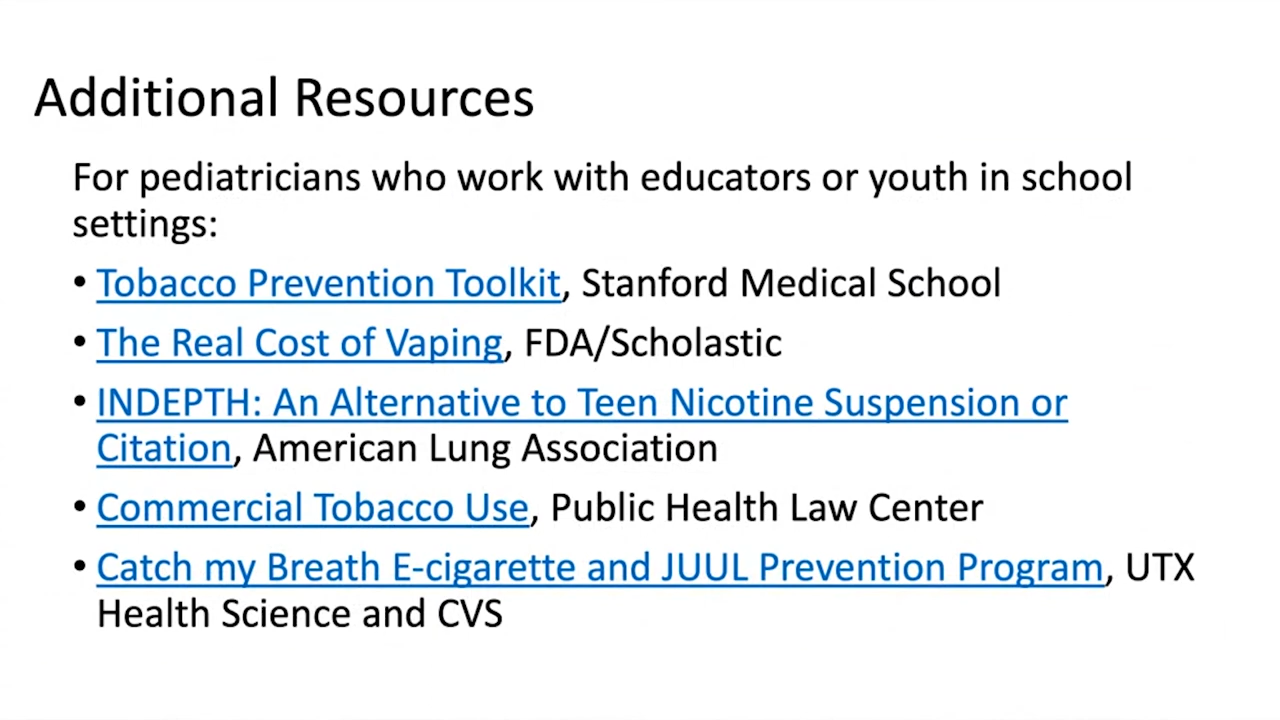 Additional Resources
For pediatricians who work with educators or youth in school
settings:
• Tobacco Prevention Toolkit, Stanford Medical School
• The Real Cost of Vaping, FDA/Scholastic
• INDEPTH: An Alternative to Teen Nicotine Suspension or
Citation, American Lung Association
• Commercial Tobacco Use, Public Health Law Center
• Catch my Breath E-cigarette and JUUL Prevention Program, UTX
Health Science and CVS